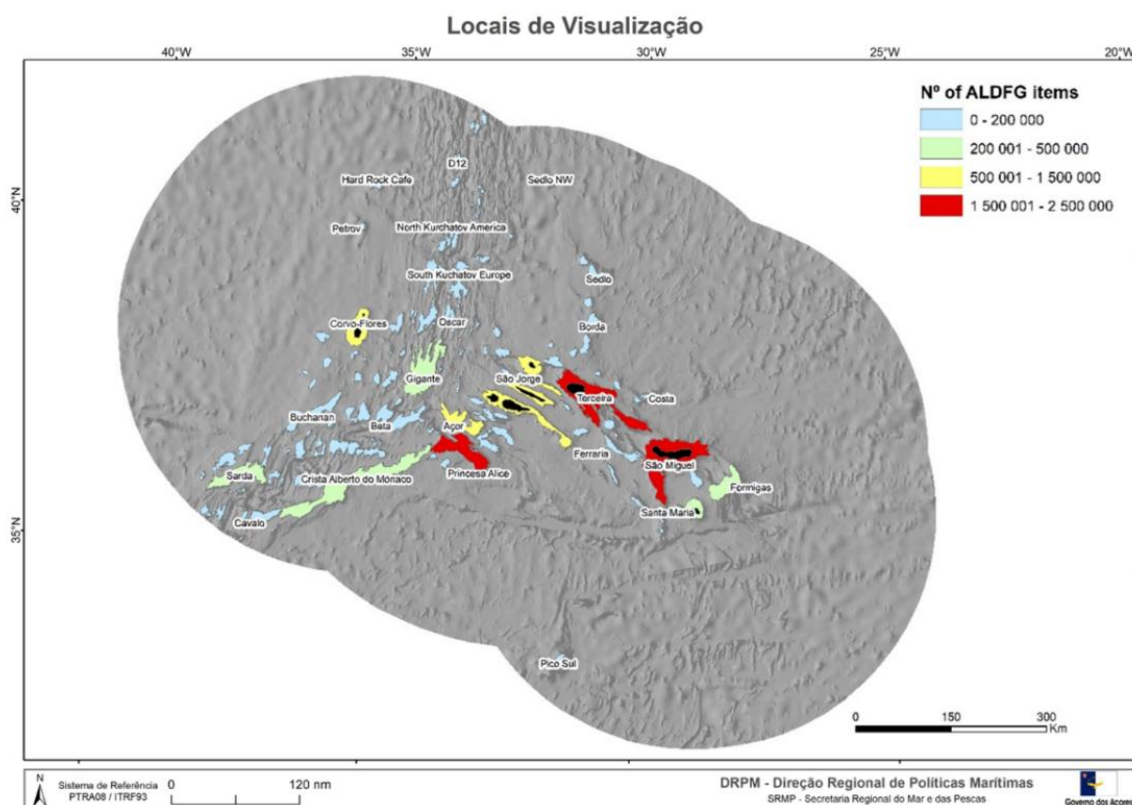 Locais de Visualização
40°W
35°W
30°W
25°W
20°W
Nº of ALDFG items
0 - 200 000
200 001 - 500 000
500 001 - 1 500 000
1 500 001 - 2 500 000
D12
Hard Rock Cafe
Sedlo NW
40°N
Petrov
North Kurchatov America
South Kuchatov Europe
Sedlo
Corvo-Flores
Oscar
Borda
Gigante
São Jorge
Terceira
Costa
Buchanan
Beta
Açor
Ferraria
São Miguel
Sarda
Crista Alberto do Mónaco
Princesa Alice
Formigas
Cavalo
Santa Maria
35°N
Pico Sul
0 150 300
Km
N
Sistema de Referência
PTRA08 / ITRF93
0 120 nm
DRPM - Direção Regional de Políticas Marítimas
SRMP - Secretaria Regional do Mar e das Pescas
Governo dos Açores